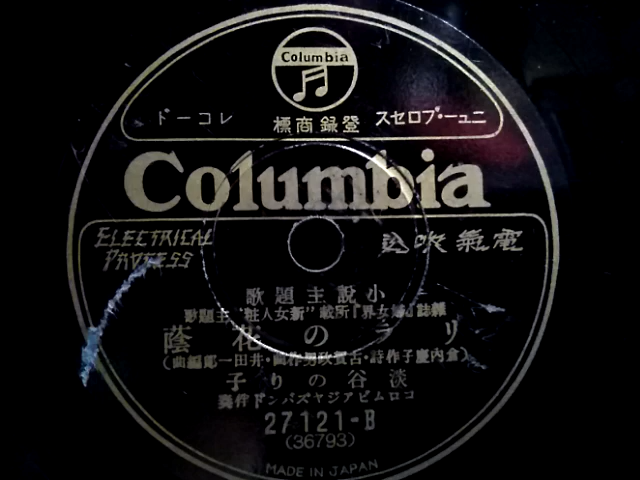 Columbia
ニュー・プロセス 登録商標 レコード
Columbia
電氣吹込
ELECTRICAL
PROCESS
小説主題歌
雜誌『婦女界』所載 "新女人粧" 主題歌
リラの花蔭
(倉内慶子作詩・古賀政男作曲・井田一郎編曲)
淡谷のり子
コロムビアジヤズバンド伴奏
27121-B
(36793)
MADE IN JAPAN